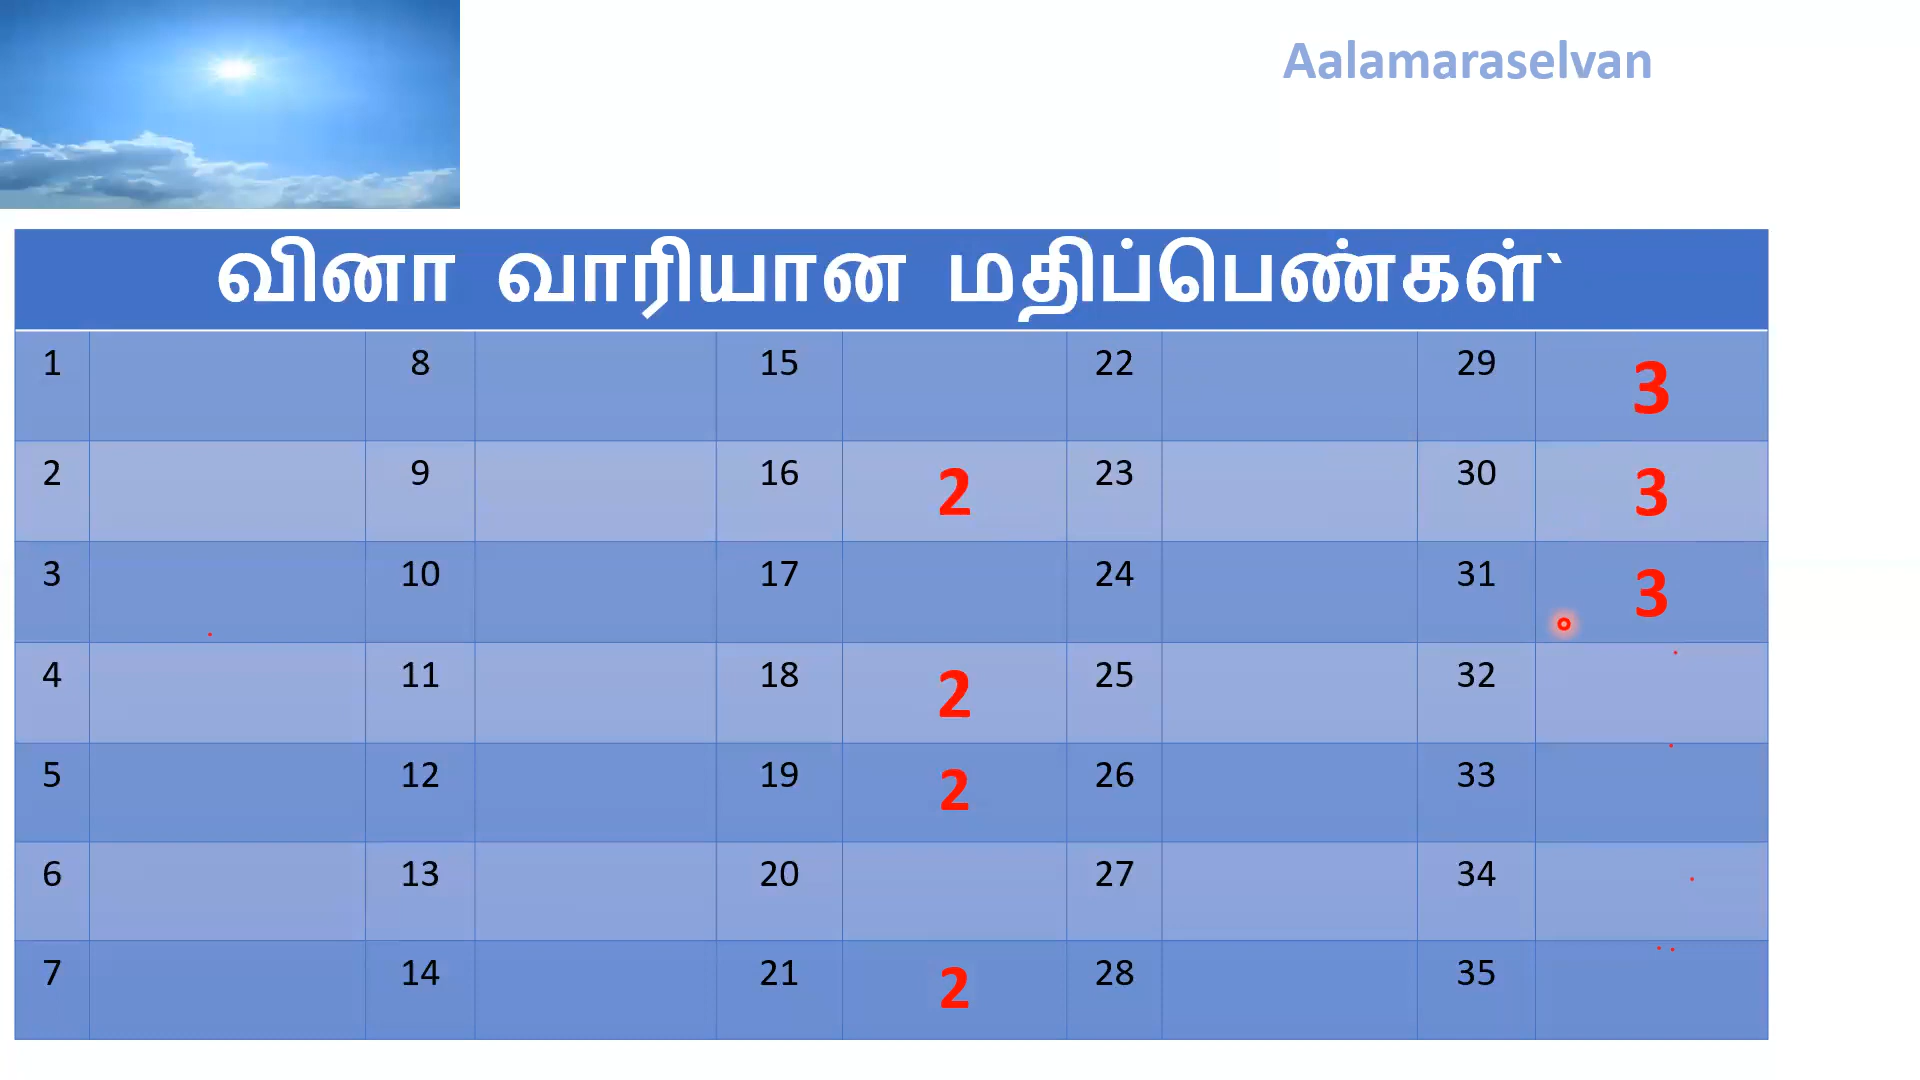 Aalamaraselvan
வினா வாரியான மதிப்பெண்கள்`
1 8 15 22 29 3
2 9 16 2 23 30 3
3 10 17 24 31 3
4 11 18 2 25 32
5 12 19 2 26 33
6 13 20 27 34
7 14 21 2 28 35